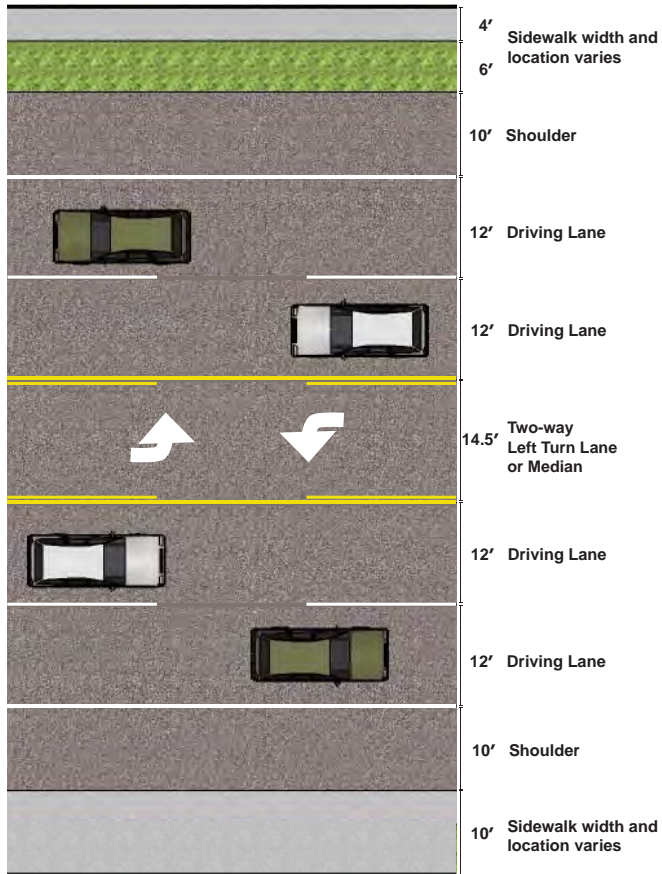 4′
Sidewalk width and
location varies
6′
10′ Shoulder
12′ Driving Lane
12′ Driving Lane
14.5′ Two-way
Left Turn Lane
or Median
12′ Driving Lane
12′ Driving Lane
10′ Shoulder
10′ Sidewalk width and
location varies